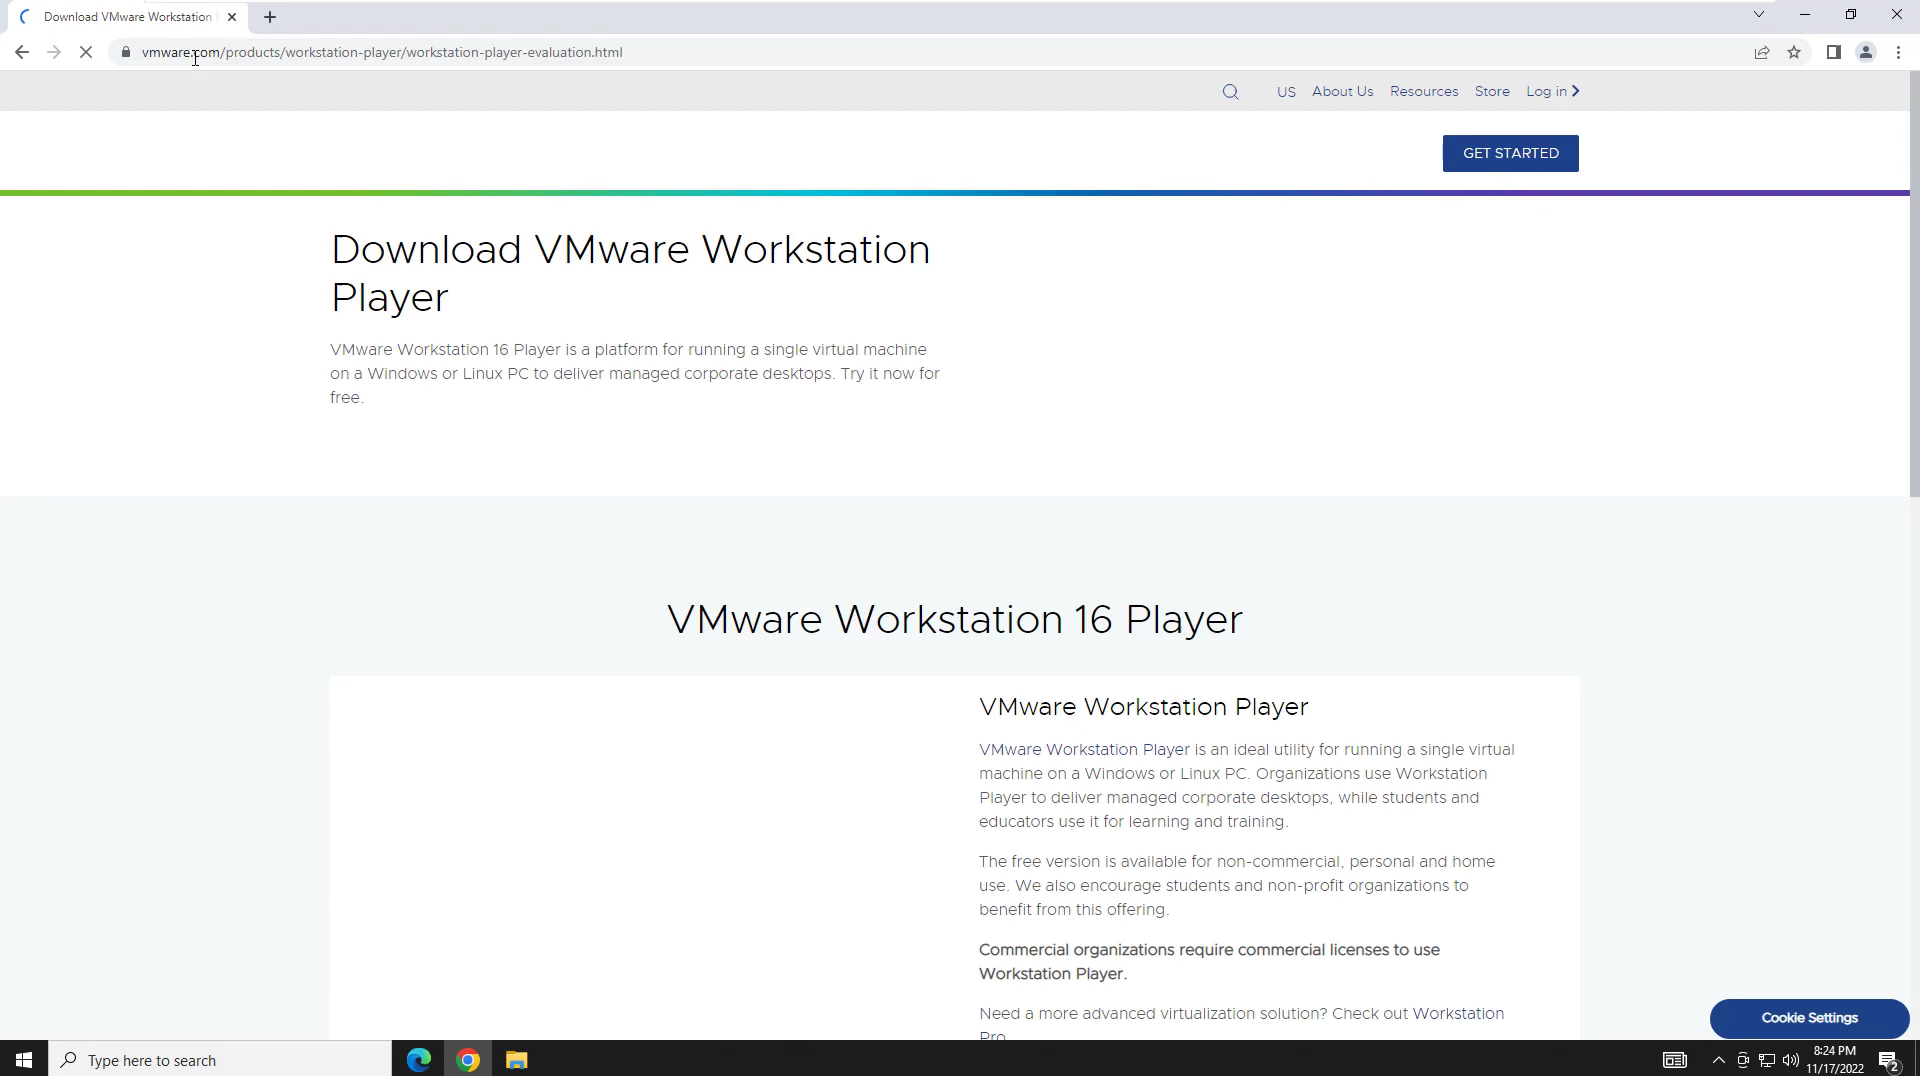 Download VMware Workstation
vmware.com/products/workstation-player/workstation-player-evaluation.html
US About Us Resources Store Log in
GET STARTED
Download VMware Workstation
Player
VMware Workstation 16 Player is a platform for running a single virtual machine
on a Windows or Linux PC to deliver managed corporate desktops. Try it now for
free.
VMware Workstation 16 Player
VMware Workstation Player
VMware Workstation Player is an ideal utility for running a single virtual
machine on a Windows or Linux PC. Organizations use Workstation
Player to deliver managed corporate desktops, while students and
educators use it for learning and training.
The free version is available for non-commercial, personal and home
use. We also encourage students and non-profit organizations to
benefit from this offering.
Commercial organizations require commercial licenses to use
Workstation Player.
Need a more advanced virtualization solution? Check out Workstation
Pro
Cookie Settings
Type here to search
8:24 PM
11/17/2022
2